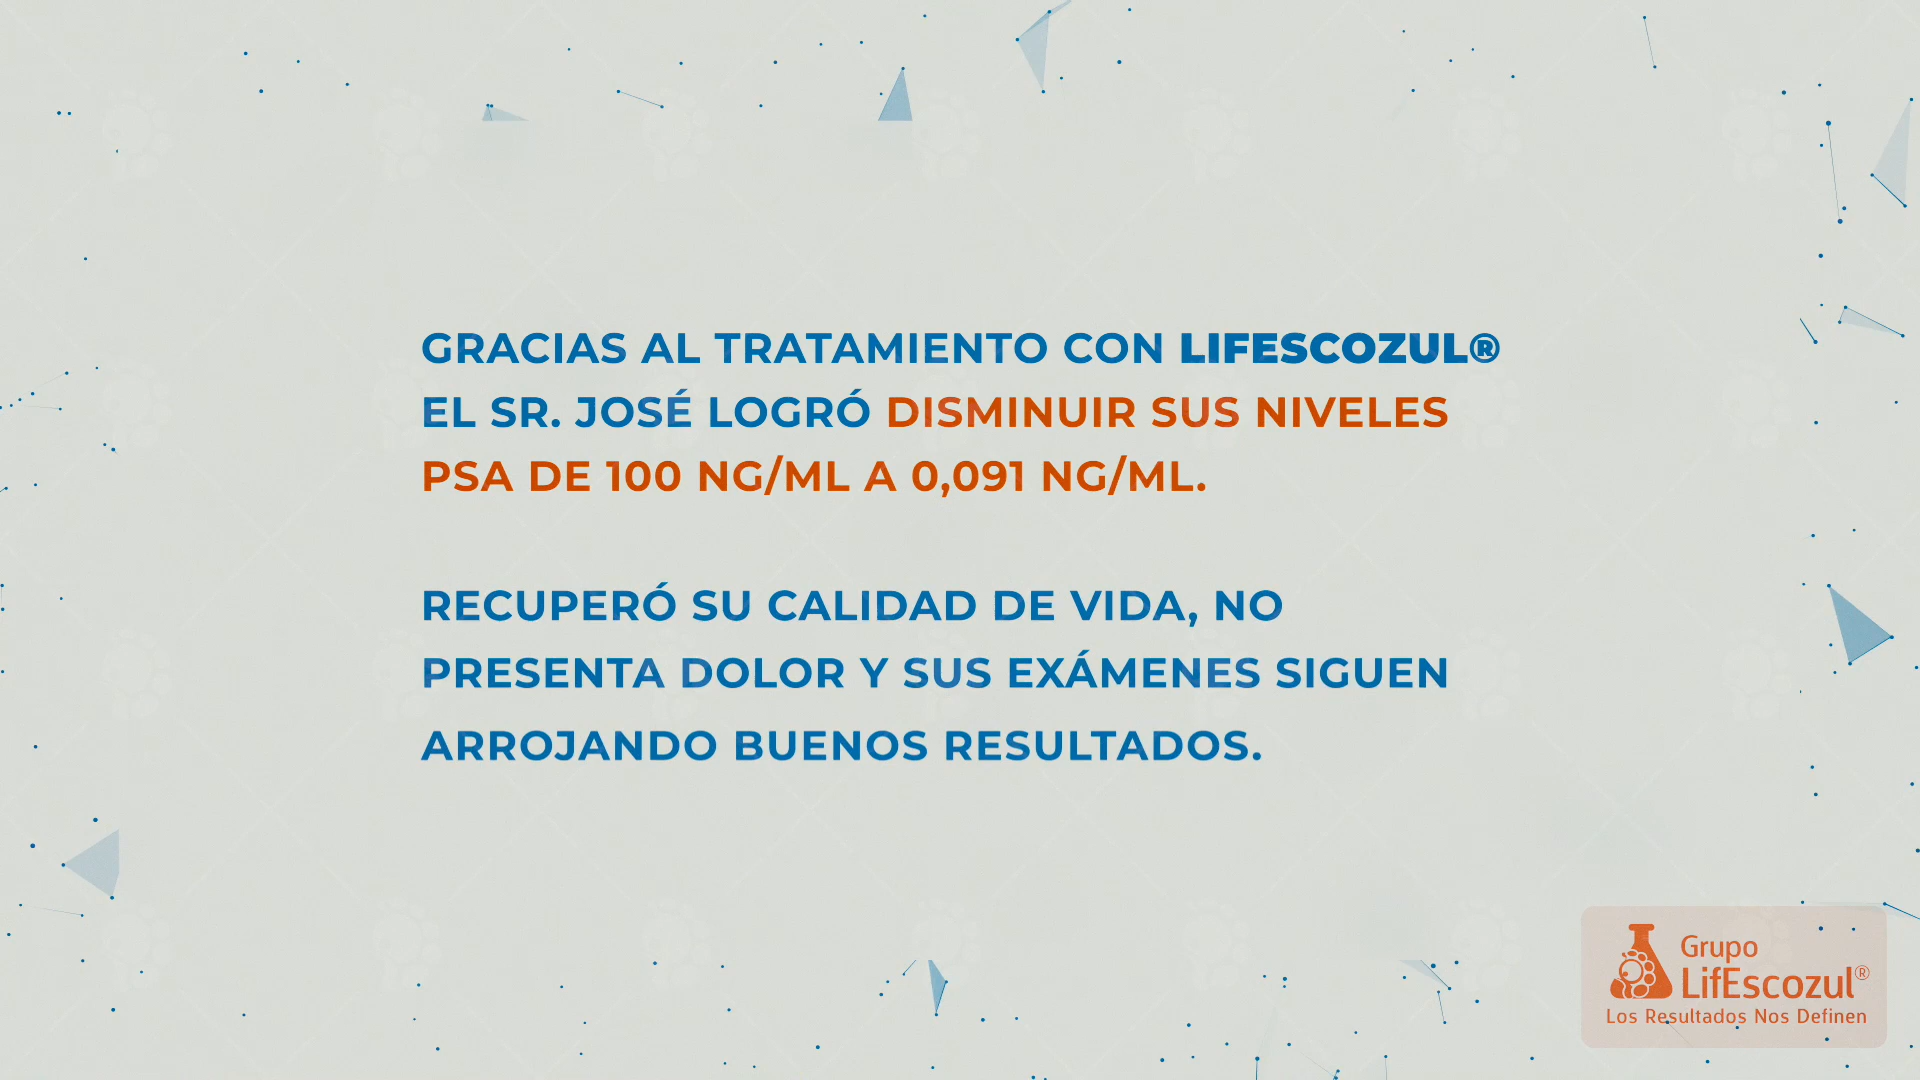 GRACIAS AL TRATAMIENTO CON LIFESCOZUL®
EL SR. JOSÉ LOGRÓ DISMINUIR SUS NIVELES
PSA DE 100 NG/ML A 0,091 NG/ML.
RECUPERÓ SU CALIDAD DE VIDA, NO
PRESENTA DOLOR Y SUS EXÁMENES SIGUEN
ARROJANDO BUENOS RESULTADOS.
Grupo
LifEscozul®
Los Resultados Nos Definen